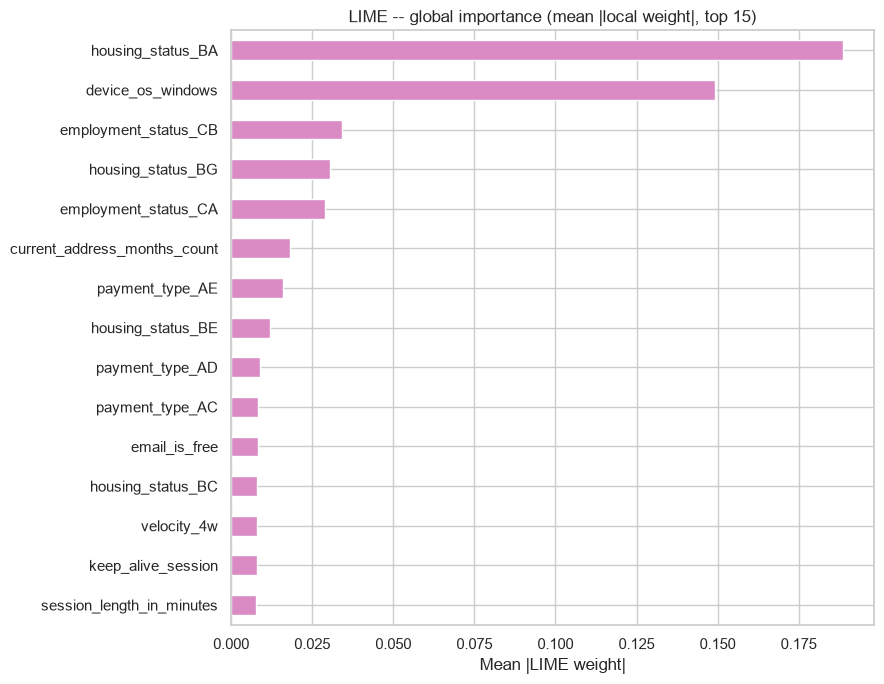 LIME -- global importance (mean |local weight|, top 15)
housing_status_BA
device_os_windows
employment_status_CB
housing_status_BG
employment_status_CA
current_address_months_count
payment_type_AE
housing_status_BE
payment_type_AD
payment_type_AC
email_is_free
housing_status_BC
velocity_4w
keep_alive_session
session_length_in_minutes
0.000 0.025 0.050 0.075 0.100 0.125 0.150 0.175
Mean |LIME weight|